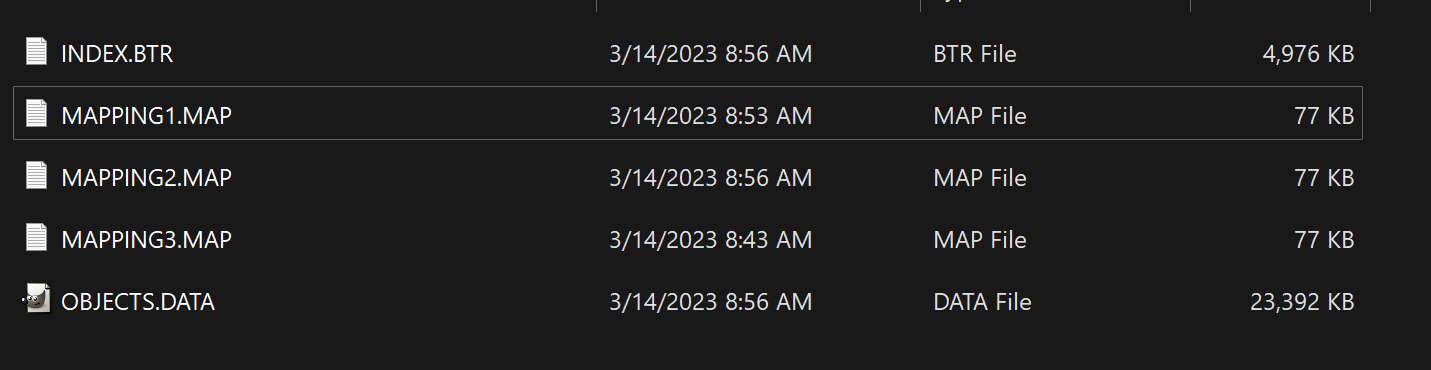 INDEX.BTR 3/14/2023 8:56 AM BTR File 4,976 KB
MAPPING1.MAP 3/14/2023 8:53 AM MAP File 77 KB
MAPPING2.MAP 3/14/2023 8:56 AM MAP File 77 KB
MAPPING3.MAP 3/14/2023 8:43 AM MAP File 77 KB
OBJECTS.DATA 3/14/2023 8:56 AM DATA File 23,392 KB